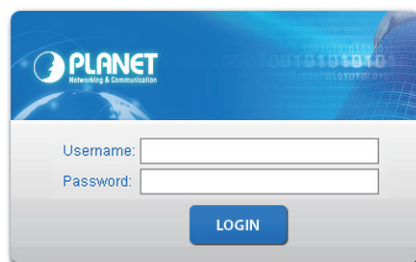 PLANET
Networking & Communication
Username:
Password:
LOGIN